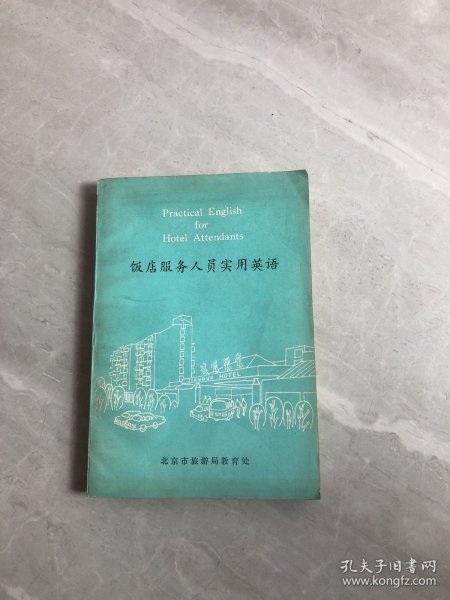 Practical English
for
Hotel Attendants
饭店服务人员实用英语
HOTEL
北京市旅游局教育处
孔夫子旧书网
www.kongfz.com